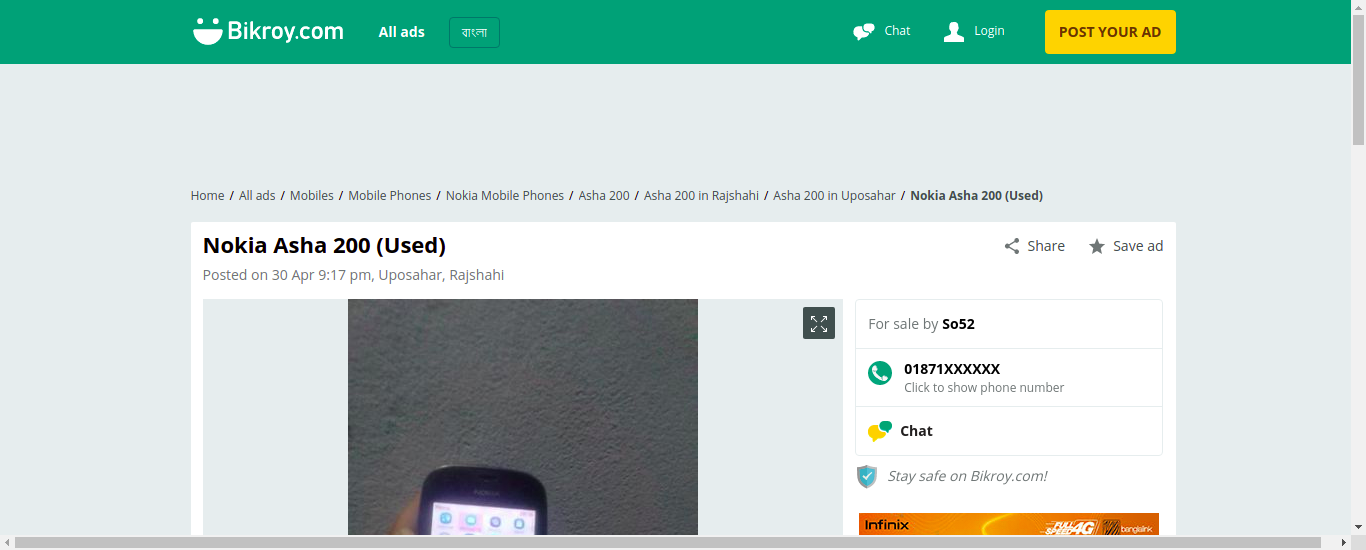 Bikroy.com All ads বাংলা Chat Login POST YOUR AD
Home / All ads / Mobiles / Mobile Phones / Nokia Mobile Phones / Asha 200 / Asha 200 in Rajshahi / Asha 200 in Uposahar / Nokia Asha 200 (Used)
Nokia Asha 200 (Used)
Share Save ad
Posted on 30 Apr 9:17 pm, Uposahar, Rajshahi
For sale by So52
01871XXXXXX
Click to show phone number
Chat
Stay safe on Bikroy.com!
NOKIA
Infinix FULL SPEED 4G banglalink